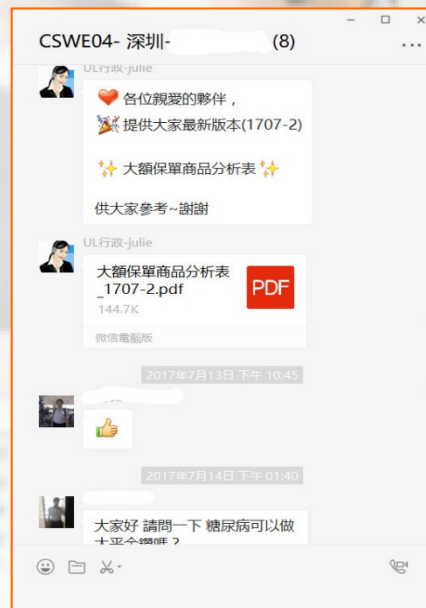 CSWE04- 深圳- (8)
UL行政-julie
各位親愛的夥伴，
提供大家最新版本(1707-2)
大額保單商品分析表
供大家參考~謝謝
UL行政-julie
大額保單商品分析表
_1707-2.pdf
PDF
144.7K
微信電腦版
2017年7月13日 下午 10:45
2017年7月14日 下午 01:40
大家好 請問一下 糖尿病可以做
太平金鑽嗎？